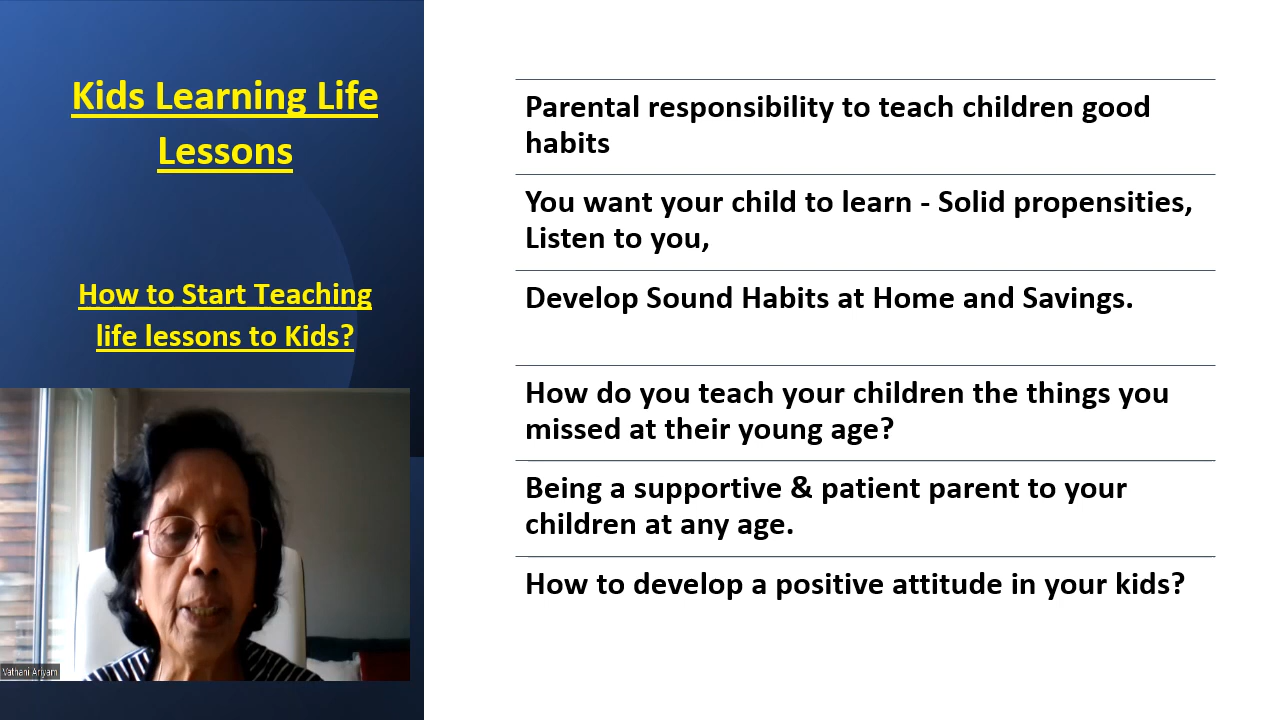 Kids Learning Life
Lessons
How to Start Teaching
life lessons to Kids?
Vathani Ariyam
Parental responsibility to teach children good
habits
You want your child to learn - Solid propensities,
Listen to you,
Develop Sound Habits at Home and Savings.
How do you teach your children the things you
missed at their young age?
Being a supportive & patient parent to your
children at any age.
How to develop a positive attitude in your kids?